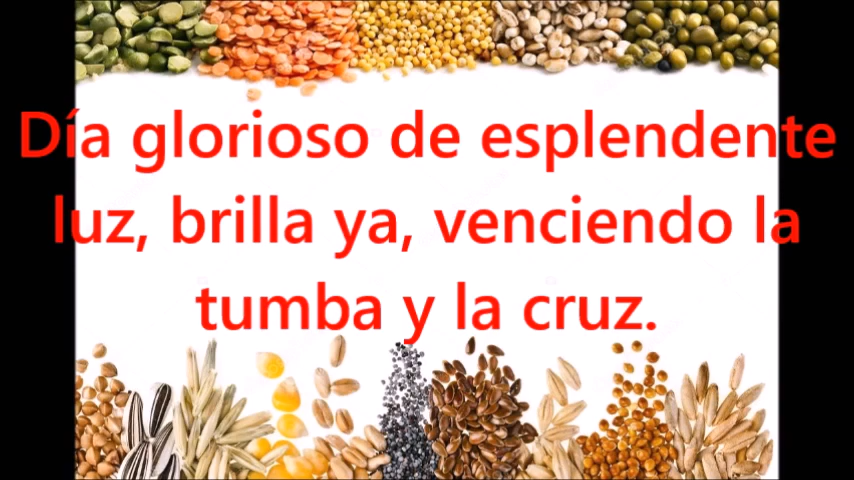 Día glorioso de esplendente
luz, brilla ya, venciendo la
tumba y la cruz.